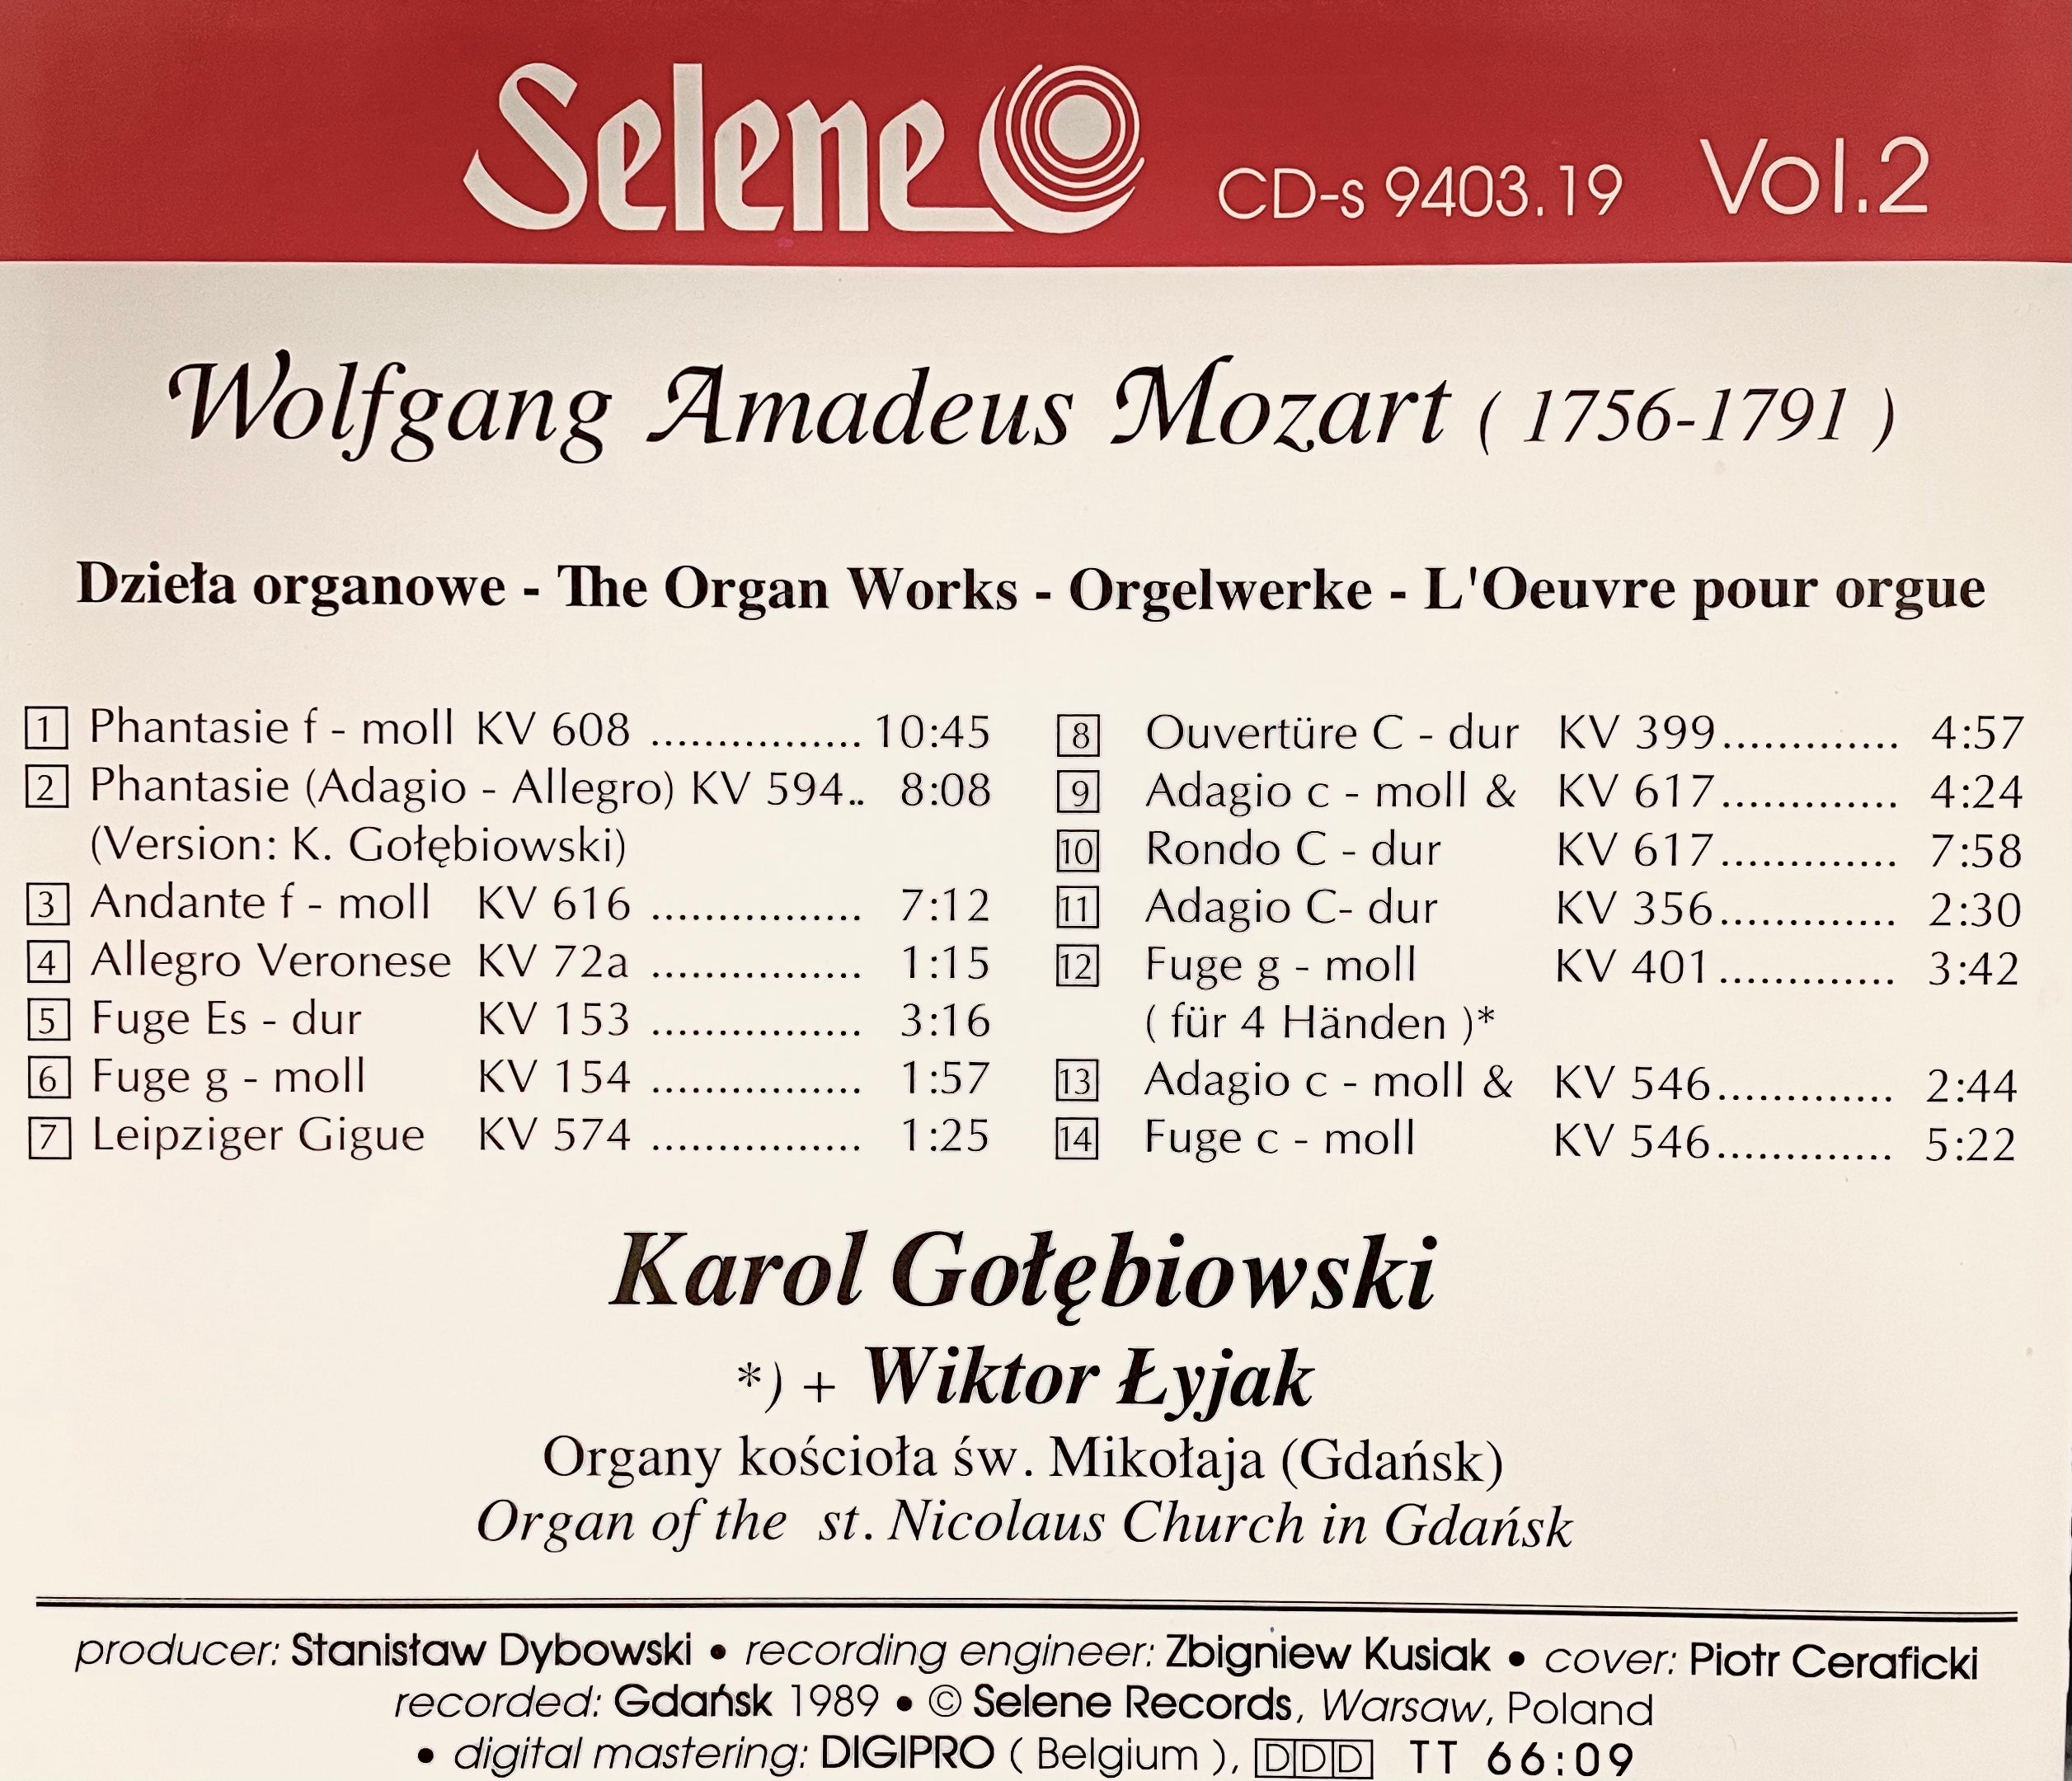 Selene CD-s 9403.19 Vol.2
Wolfgang Amadeus Mozart ( 1756-1791 )
Dzieła organowe - The Organ Works - Orgelwerke - L'Oeuvre pour orgue
1 Phantasie f - moll KV 608 ................ 10:45
2 Phantasie (Adagio - Allegro) KV 594.. 8:08
(Version: K. Gołębiowski)
3 Andante f - moll KV 616 ................ 7:12
4 Allegro Veronese KV 72a ................ 1:15
5 Fuge Es - dur KV 153 ................ 3:16
6 Fuge g - moll KV 154 ................ 1:57
7 Leipziger Gigue KV 574 ................ 1:25
8 Ouvertüre C - dur KV 399............. 4:57
9 Adagio c - moll & KV 617............. 4:24
10 Rondo C - dur KV 617............. 7:58
11 Adagio C- dur KV 356............. 2:30
12 Fuge g - moll KV 401............. 3:42
( für 4 Händen )*
13 Adagio c - moll & KV 546............. 2:44
14 Fuge c - moll KV 546............. 5:22
Karol Gołębiowski
*) + Wiktor Łyjak
Organy kościoła św. Mikołaja (Gdańsk)
Organ of the st. Nicolaus Church in Gdańsk
producer: Stanisław Dybowski • recording engineer: Zbigniew Kusiak • cover: Piotr Ceraficki
recorded: Gdańsk 1989 • © Selene Records, Warsaw, Poland
• digital mastering: DIGIPRO ( Belgium ), DDD TT 66:09